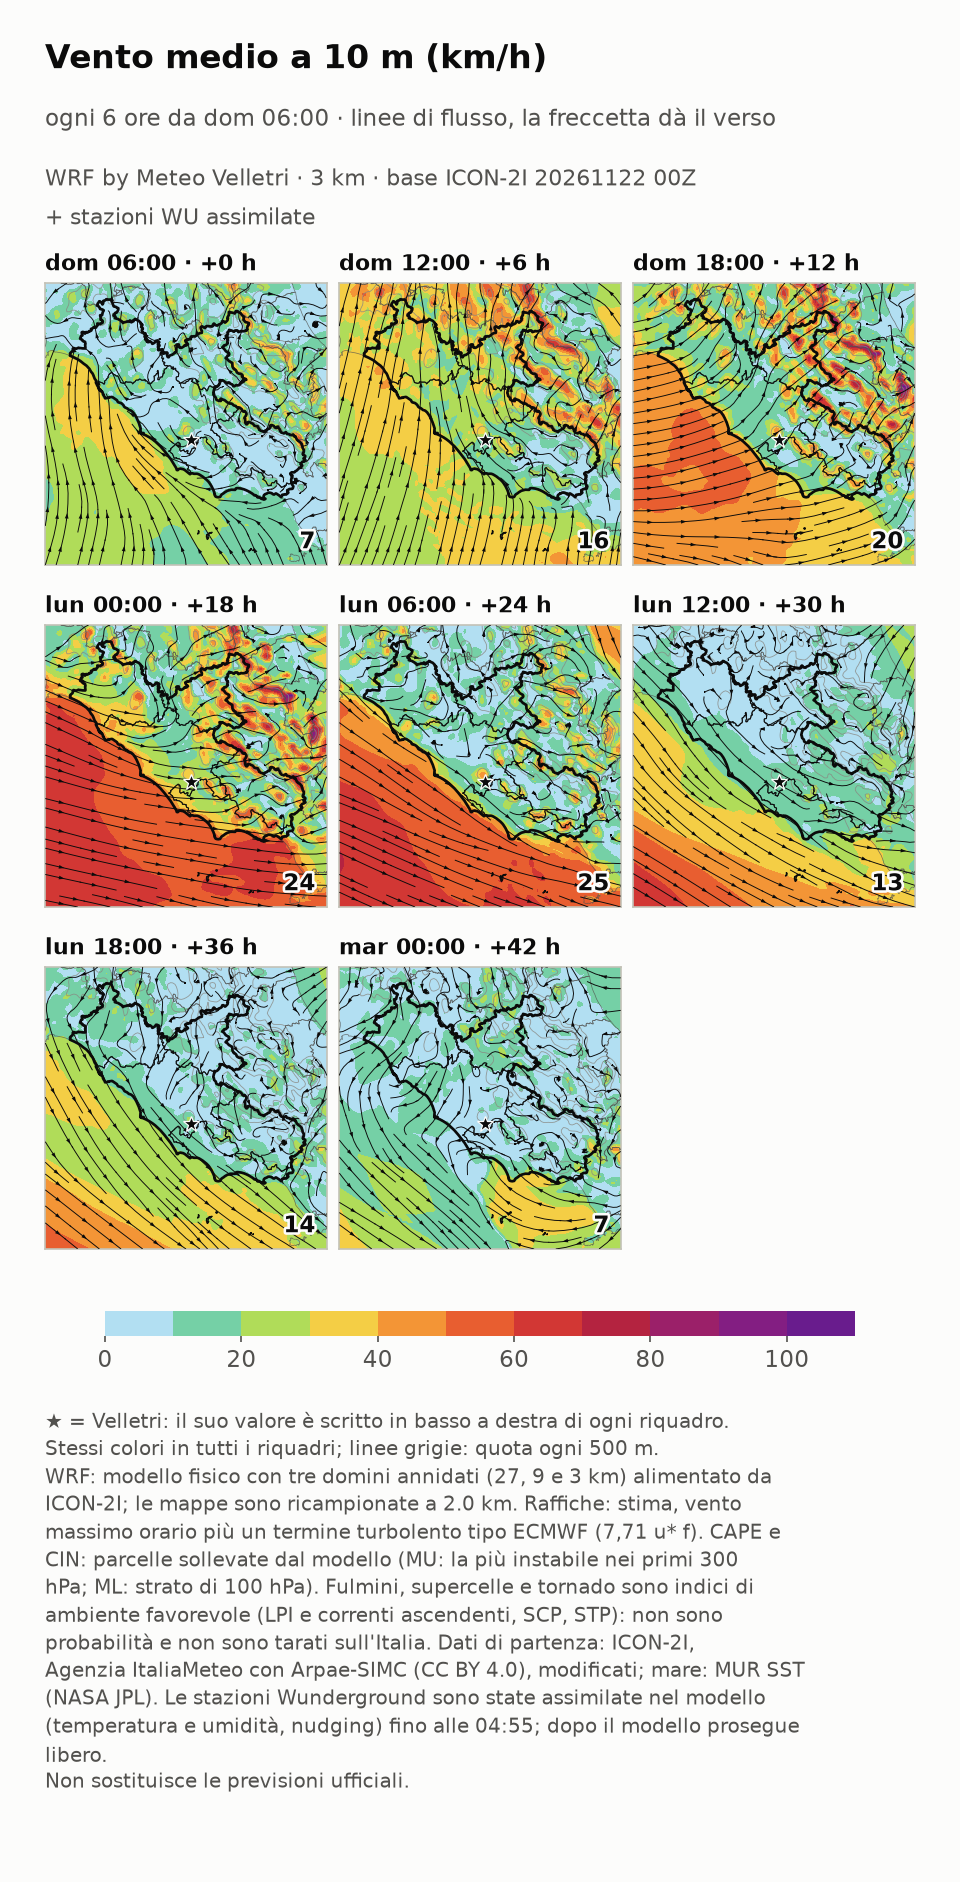 Vento medio a 10 m (km/h)
ogni 6 ore da dom 06:00 · linee di flusso, la freccetta dà il verso
WRF by Meteo Velletri · 3 km · base ICON-2I 20261122 00Z
+ stazioni WU assimilate
dom 06:00 · +0 h
dom 12:00 · +6 h
dom 18:00 · +12 h
7
16
20
lun 00:00 · +18 h
lun 06:00 · +24 h
lun 12:00 · +30 h
24
25
13
lun 18:00 · +36 h
mar 00:00 · +42 h
14
7
0 20 40 60 80 100
★ = Velletri: il suo valore è scritto in basso a destra di ogni riquadro.
Stessi colori in tutti i riquadri; linee grigie: quota ogni 500 m.
WRF: modello fisico con tre domini annidati (27, 9 e 3 km) alimentato da
ICON-2I; le mappe sono ricampionate a 2.0 km. Raffiche: stima, vento
massimo orario più un termine turbolento tipo ECMWF (7,71 u* f). CAPE e
CIN: parcelle sollevate dal modello (MU: la più instabile nei primi 300
hPa; ML: strato di 100 hPa). Fulmini, supercelle e tornado sono indici di
ambiente favorevole (LPI e correnti ascendenti, SCP, STP): non sono
probabilità e non sono tarati sull'Italia. Dati di partenza: ICON-2I,
Agenzia ItaliaMeteo con Arpae-SIMC (CC BY 4.0), modificati; mare: MUR SST
(NASA JPL). Le stazioni Wunderground sono state assimilate nel modello
(temperatura e umidità, nudging) fino alle 04:55; dopo il modello prosegue
libero.
Non sostituisce le previsioni ufficiali.